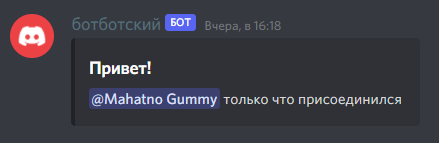 ботботский БОТ Вчера, в 16:18
Привет!
@Mahatno Gummy только что присоединился